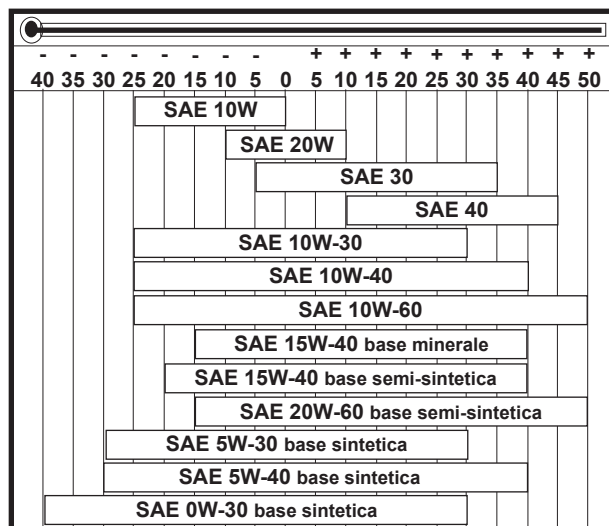 - - - - - - - - + + + + + + + + + +
40 35 30 25 20 15 10 5 0 5 10 15 20 25 30 35 40 45 50
SAE 10W
SAE 20W
SAE 30
SAE 40
SAE 10W-30
SAE 10W-40
SAE 10W-60
SAE 15W-40 base minerale
SAE 15W-40 base semi-sintetica
SAE 20W-60 base semi-sintetica
SAE 5W-30 base sintetica
SAE 5W-40 base sintetica
SAE 0W-30 base sintetica